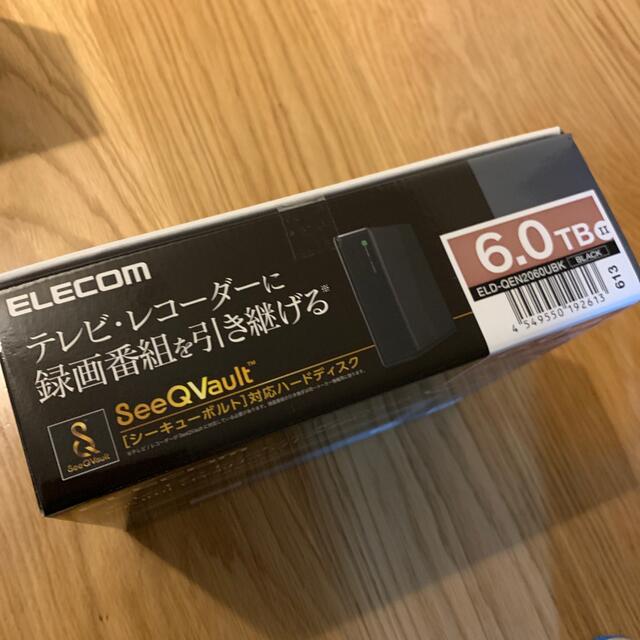 ELECOM
テレビ・レコーダーに
録画番組を引き継げる※
SeeQVault™
[シーキューボルト]対応ハードディスク
SeeQVault
6.0TB
II
ELD-QEN2060UBK
BLACK
4 549550 192613
613